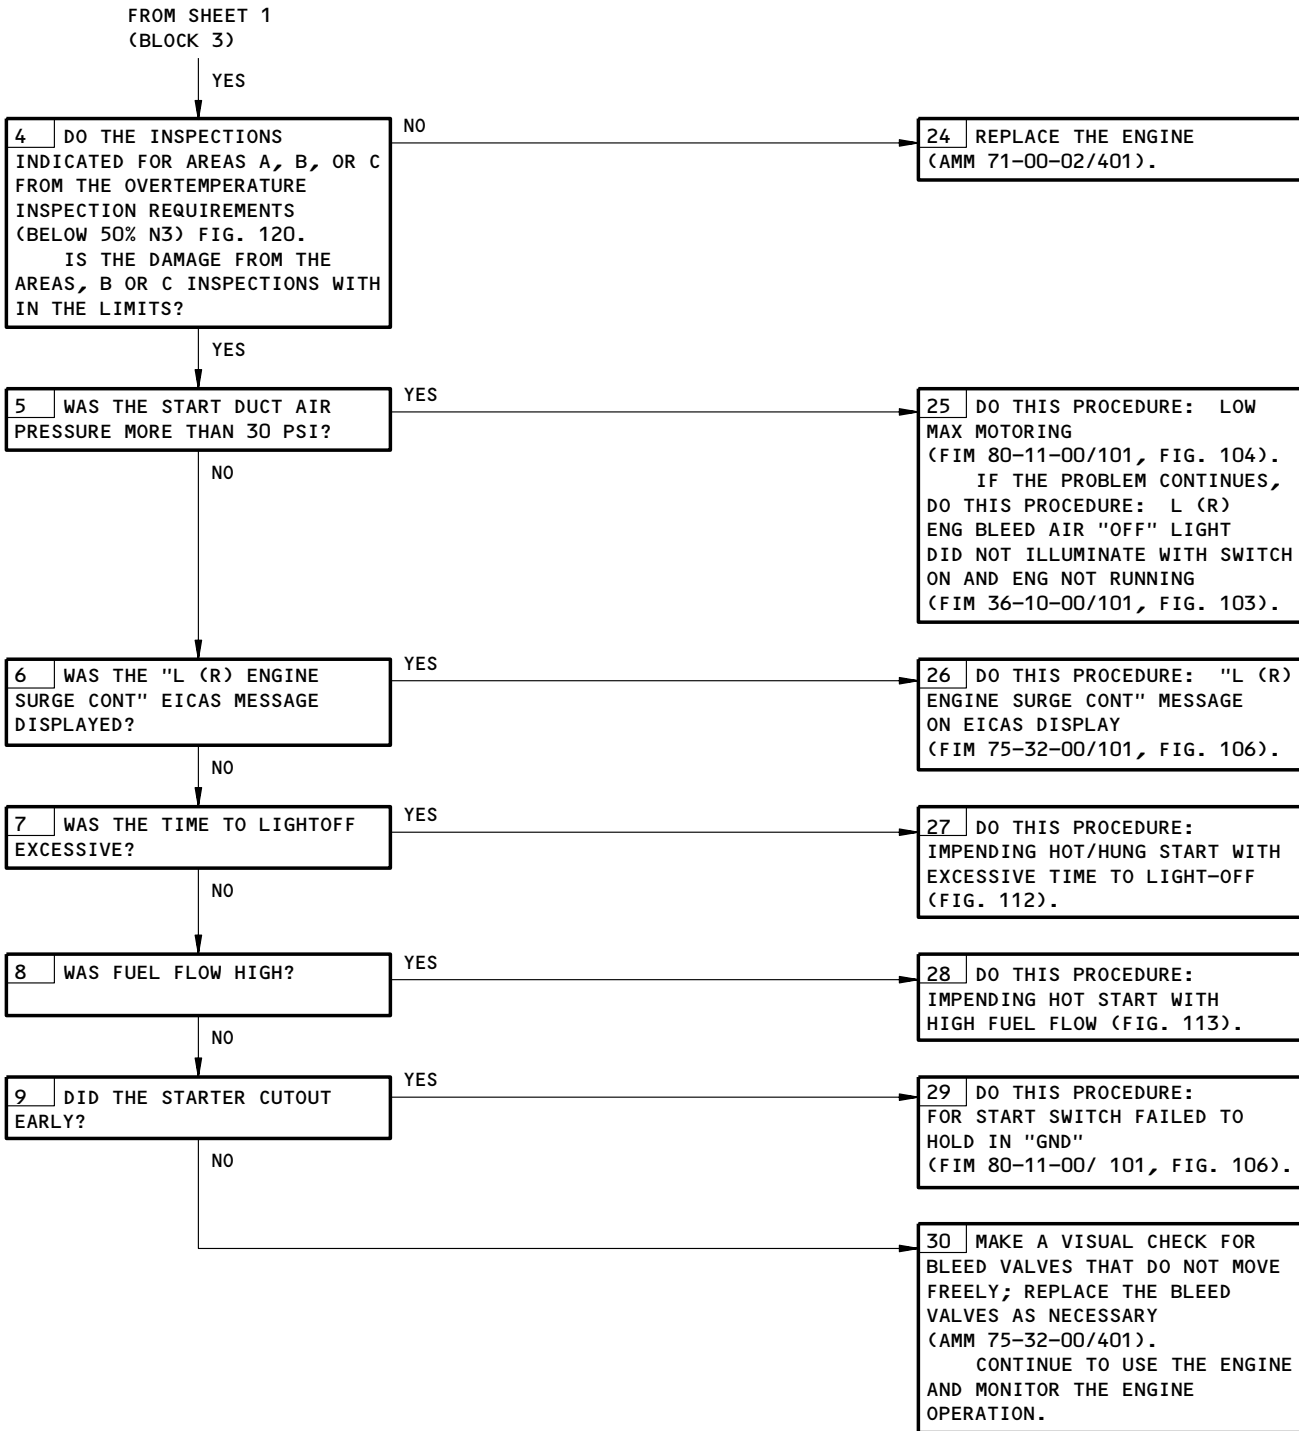 FROM SHEET 1
(BLOCK 3)
YES
4 DO THE INSPECTIONS
INDICATED FOR AREAS A, B, OR C
FROM THE OVERTEMPERATURE
INSPECTION REQUIREMENTS
(BELOW 50% N3) FIG. 120.
IS THE DAMAGE FROM THE
AREAS, B OR C INSPECTIONS WITH
IN THE LIMITS?
NO
24 REPLACE THE ENGINE
(AMM 71-00-02/401).
YES
5 WAS THE START DUCT AIR
PRESSURE MORE THAN 30 PSI?
YES
25 DO THIS PROCEDURE: LOW
MAX MOTORING
(FIM 80-11-00/101, FIG. 104).
IF THE PROBLEM CONTINUES,
DO THIS PROCEDURE: L (R)
ENG BLEED AIR "OFF" LIGHT
DID NOT ILLUMINATE WITH SWITCH
ON AND ENG NOT RUNNING
(FIM 36-10-00/101, FIG. 103).
NO
6 WAS THE "L (R) ENGINE
SURGE CONT" EICAS MESSAGE
DISPLAYED?
YES
26 DO THIS PROCEDURE: "L (R)
ENGINE SURGE CONT" MESSAGE
ON EICAS DISPLAY
(FIM 75-32-00/101, FIG. 106).
NO
7 WAS THE TIME TO LIGHTOFF
EXCESSIVE?
YES
27 DO THIS PROCEDURE:
IMPENDING HOT/HUNG START WITH
EXCESSIVE TIME TO LIGHT-OFF
(FIG. 112).
NO
8 WAS FUEL FLOW HIGH?
YES
28 DO THIS PROCEDURE:
IMPENDING HOT START WITH
HIGH FUEL FLOW (FIG. 113).
NO
9 DID THE STARTER CUTOUT
EARLY?
YES
29 DO THIS PROCEDURE:
FOR START SWITCH FAILED TO
HOLD IN "GND"
(FIM 80-11-00/ 101, FIG. 106).
NO
30 MAKE A VISUAL CHECK FOR
BLEED VALVES THAT DO NOT MOVE
FREELY; REPLACE THE BLEED
VALVES AS NECESSARY
(AMM 75-32-00/401).
CONTINUE TO USE THE ENGINE
AND MONITOR THE ENGINE
OPERATION.